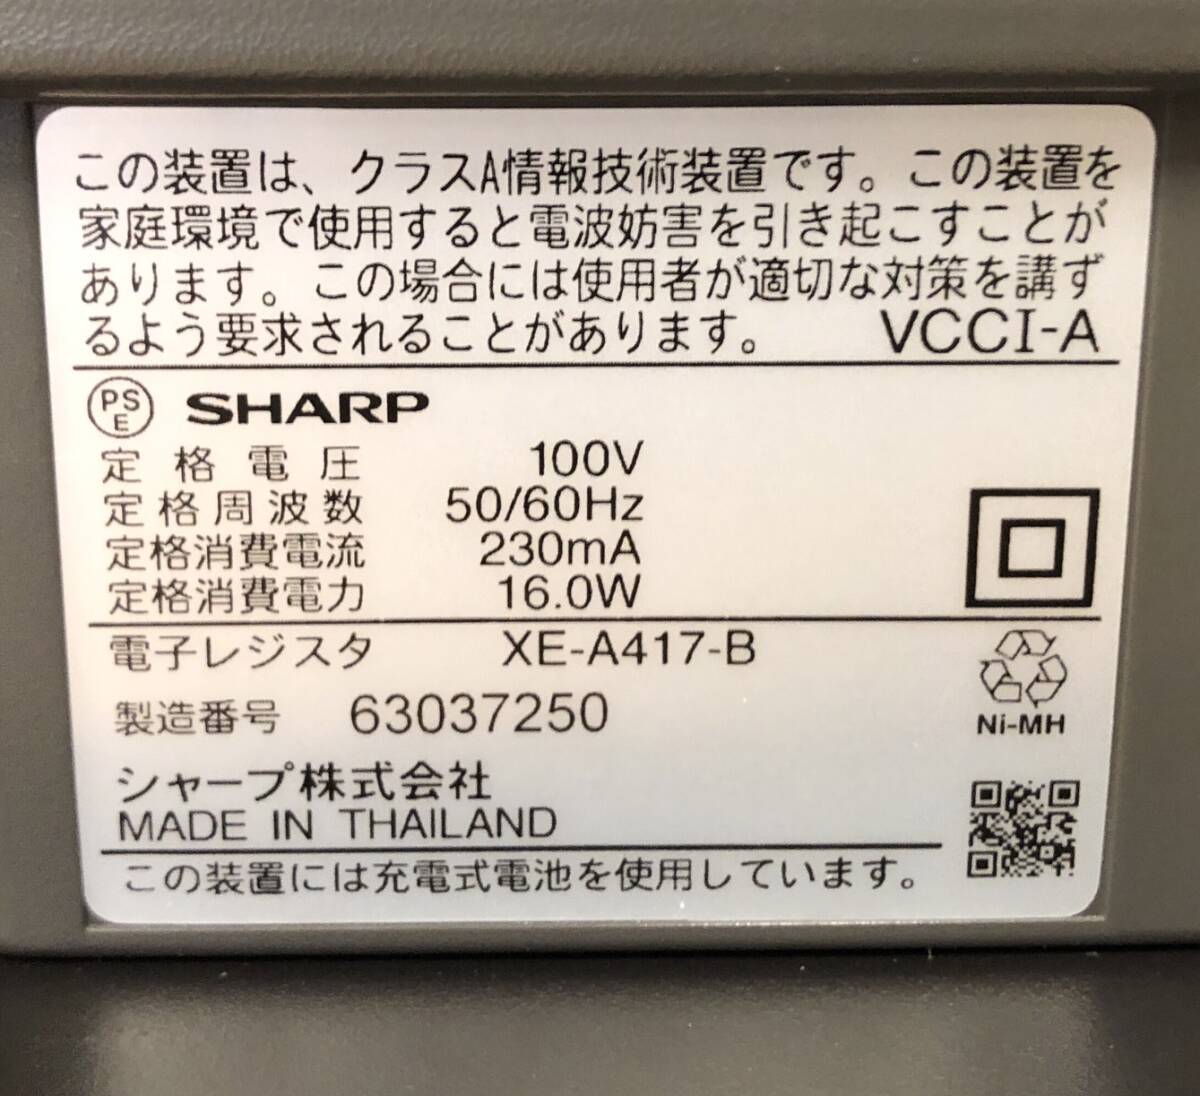 この装置は、クラスA情報技術装置です。この装置を
家庭環境で使用すると電波妨害を引き起こすことが
あります。この場合には使用者が適切な対策を講ず
るよう要求されることがあります。 VCCI-A
PS
E
SHARP
定格電圧 100V
定格周波数 50/60Hz
定格消費電流 230mA
定格消費電力 16.0W
電子レジスタ XE-A417-B
製造番号 63037250
Ni-MH
シャープ株式会社
MADE IN THAILAND
この装置には充電式電池を使用しています。